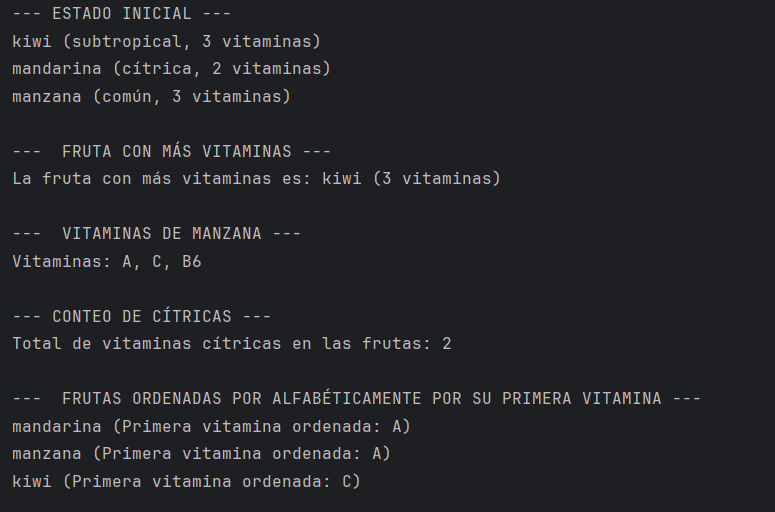 --- ESTADO INICIAL ---
kiwi (subtropical, 3 vitaminas)
mandarina (cítrica, 2 vitaminas)
manzana (común, 3 vitaminas)
---  FRUTA CON MÁS VITAMINAS ---
La fruta con más vitaminas es: kiwi (3 vitaminas)
---  VITAMINAS DE MANZANA ---
Vitaminas: A, C, B6
--- CONTEO DE CÍTRICAS ---
Total de vitaminas cítricas en las frutas: 2
---  FRUTAS ORDENADAS POR ALFABÉTICAMENTE POR SU PRIMERA VITAMINA ---
mandarina (Primera vitamina ordenada: A)
manzana (Primera vitamina ordenada: A)
kiwi (Primera vitamina ordenada: C)